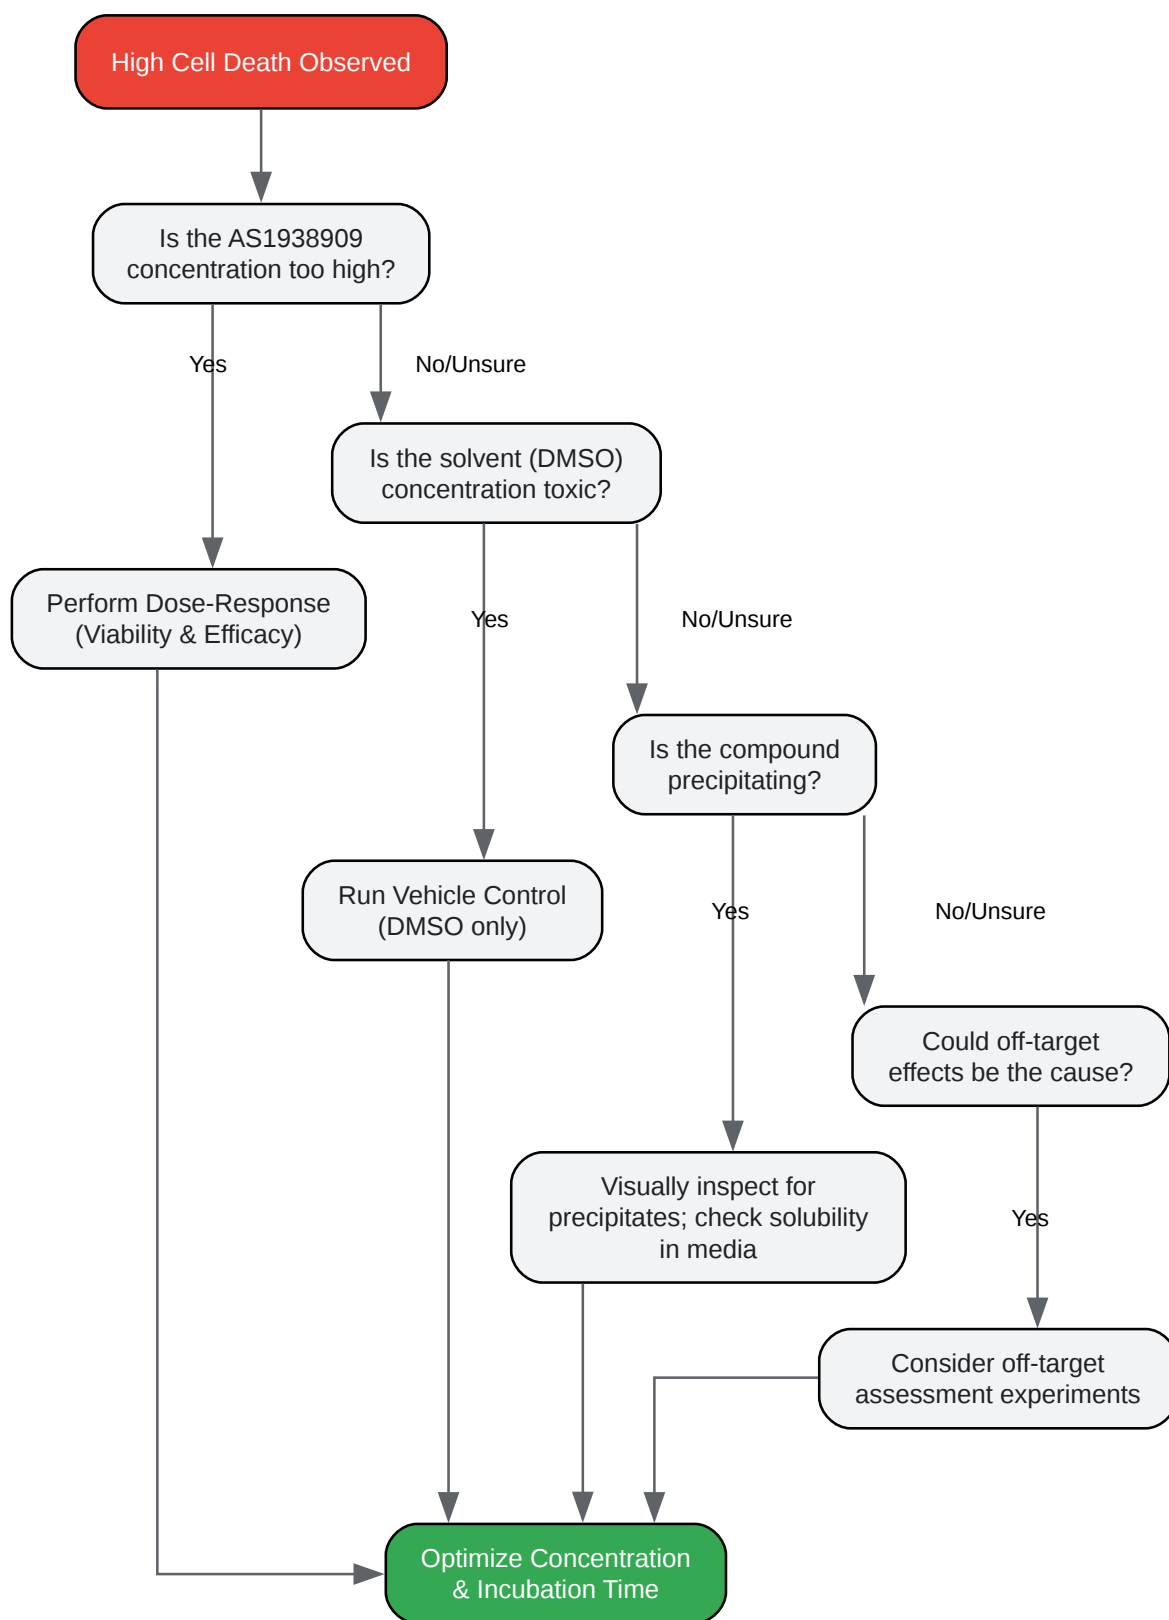 High Cell Death Observed
Is the AS1938909
concentration too high?
Yes
No/Unsure
Is the solvent (DMSO)
concentration toxic?
Perform Dose-Response
(Viability & Efficacy)
Yes
No/Unsure
Is the compound
precipitating?
Run Vehicle Control
(DMSO only)
Yes
No/Unsure
Could off-target
effects be the cause?
Visually inspect for
precipitates; check solubility
in media
Yes
Consider off-target
assessment experiments
Optimize Concentration
& Incubation Time